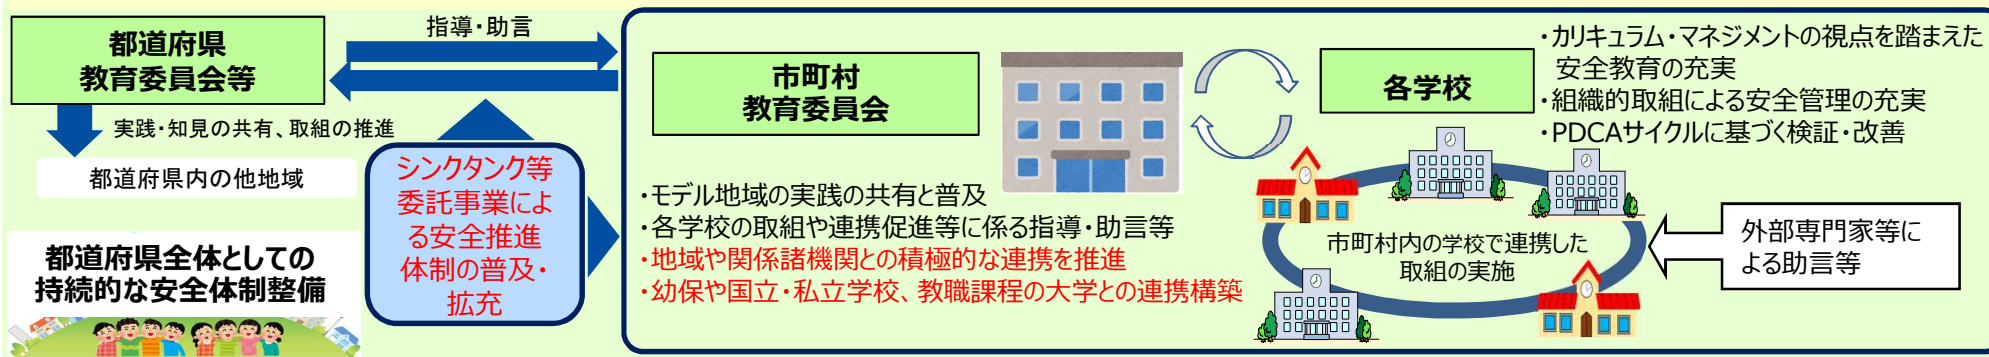 都道府県
教育委員会等
指導・助言
実践・知見の共有、取組の推進
都道府県内の他地域
都道府県全体としての
持続的な安全体制整備
シンクタンク等
委託事業によ
る安全推進
体制の普及・
拡充
市町村
教育委員会
・モデル地域の実践の共有と普及
・各学校の取組や連携促進等に係る指導・助言等
・地域や関係諸機関との積極的な連携を推進
・幼保や国立・私立学校、教職課程の大学との連携構築
各学校
・カリキュラム・マネジメントの視点を踏まえた
安全教育の充実
・組織的取組による安全管理の充実
・PDCAサイクルに基づく検証・改善
市町村内の学校で連携した
取組の実施
外部専門家等に
よる助言等